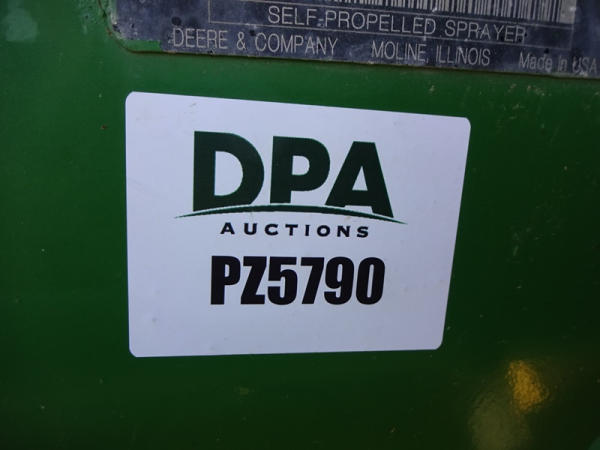 SELF-PROPELLED SPRAYER
DEERE & COMPANY MOLINE, ILLINOIS Made in USA
DPA
AUCTIONS
PZ5790